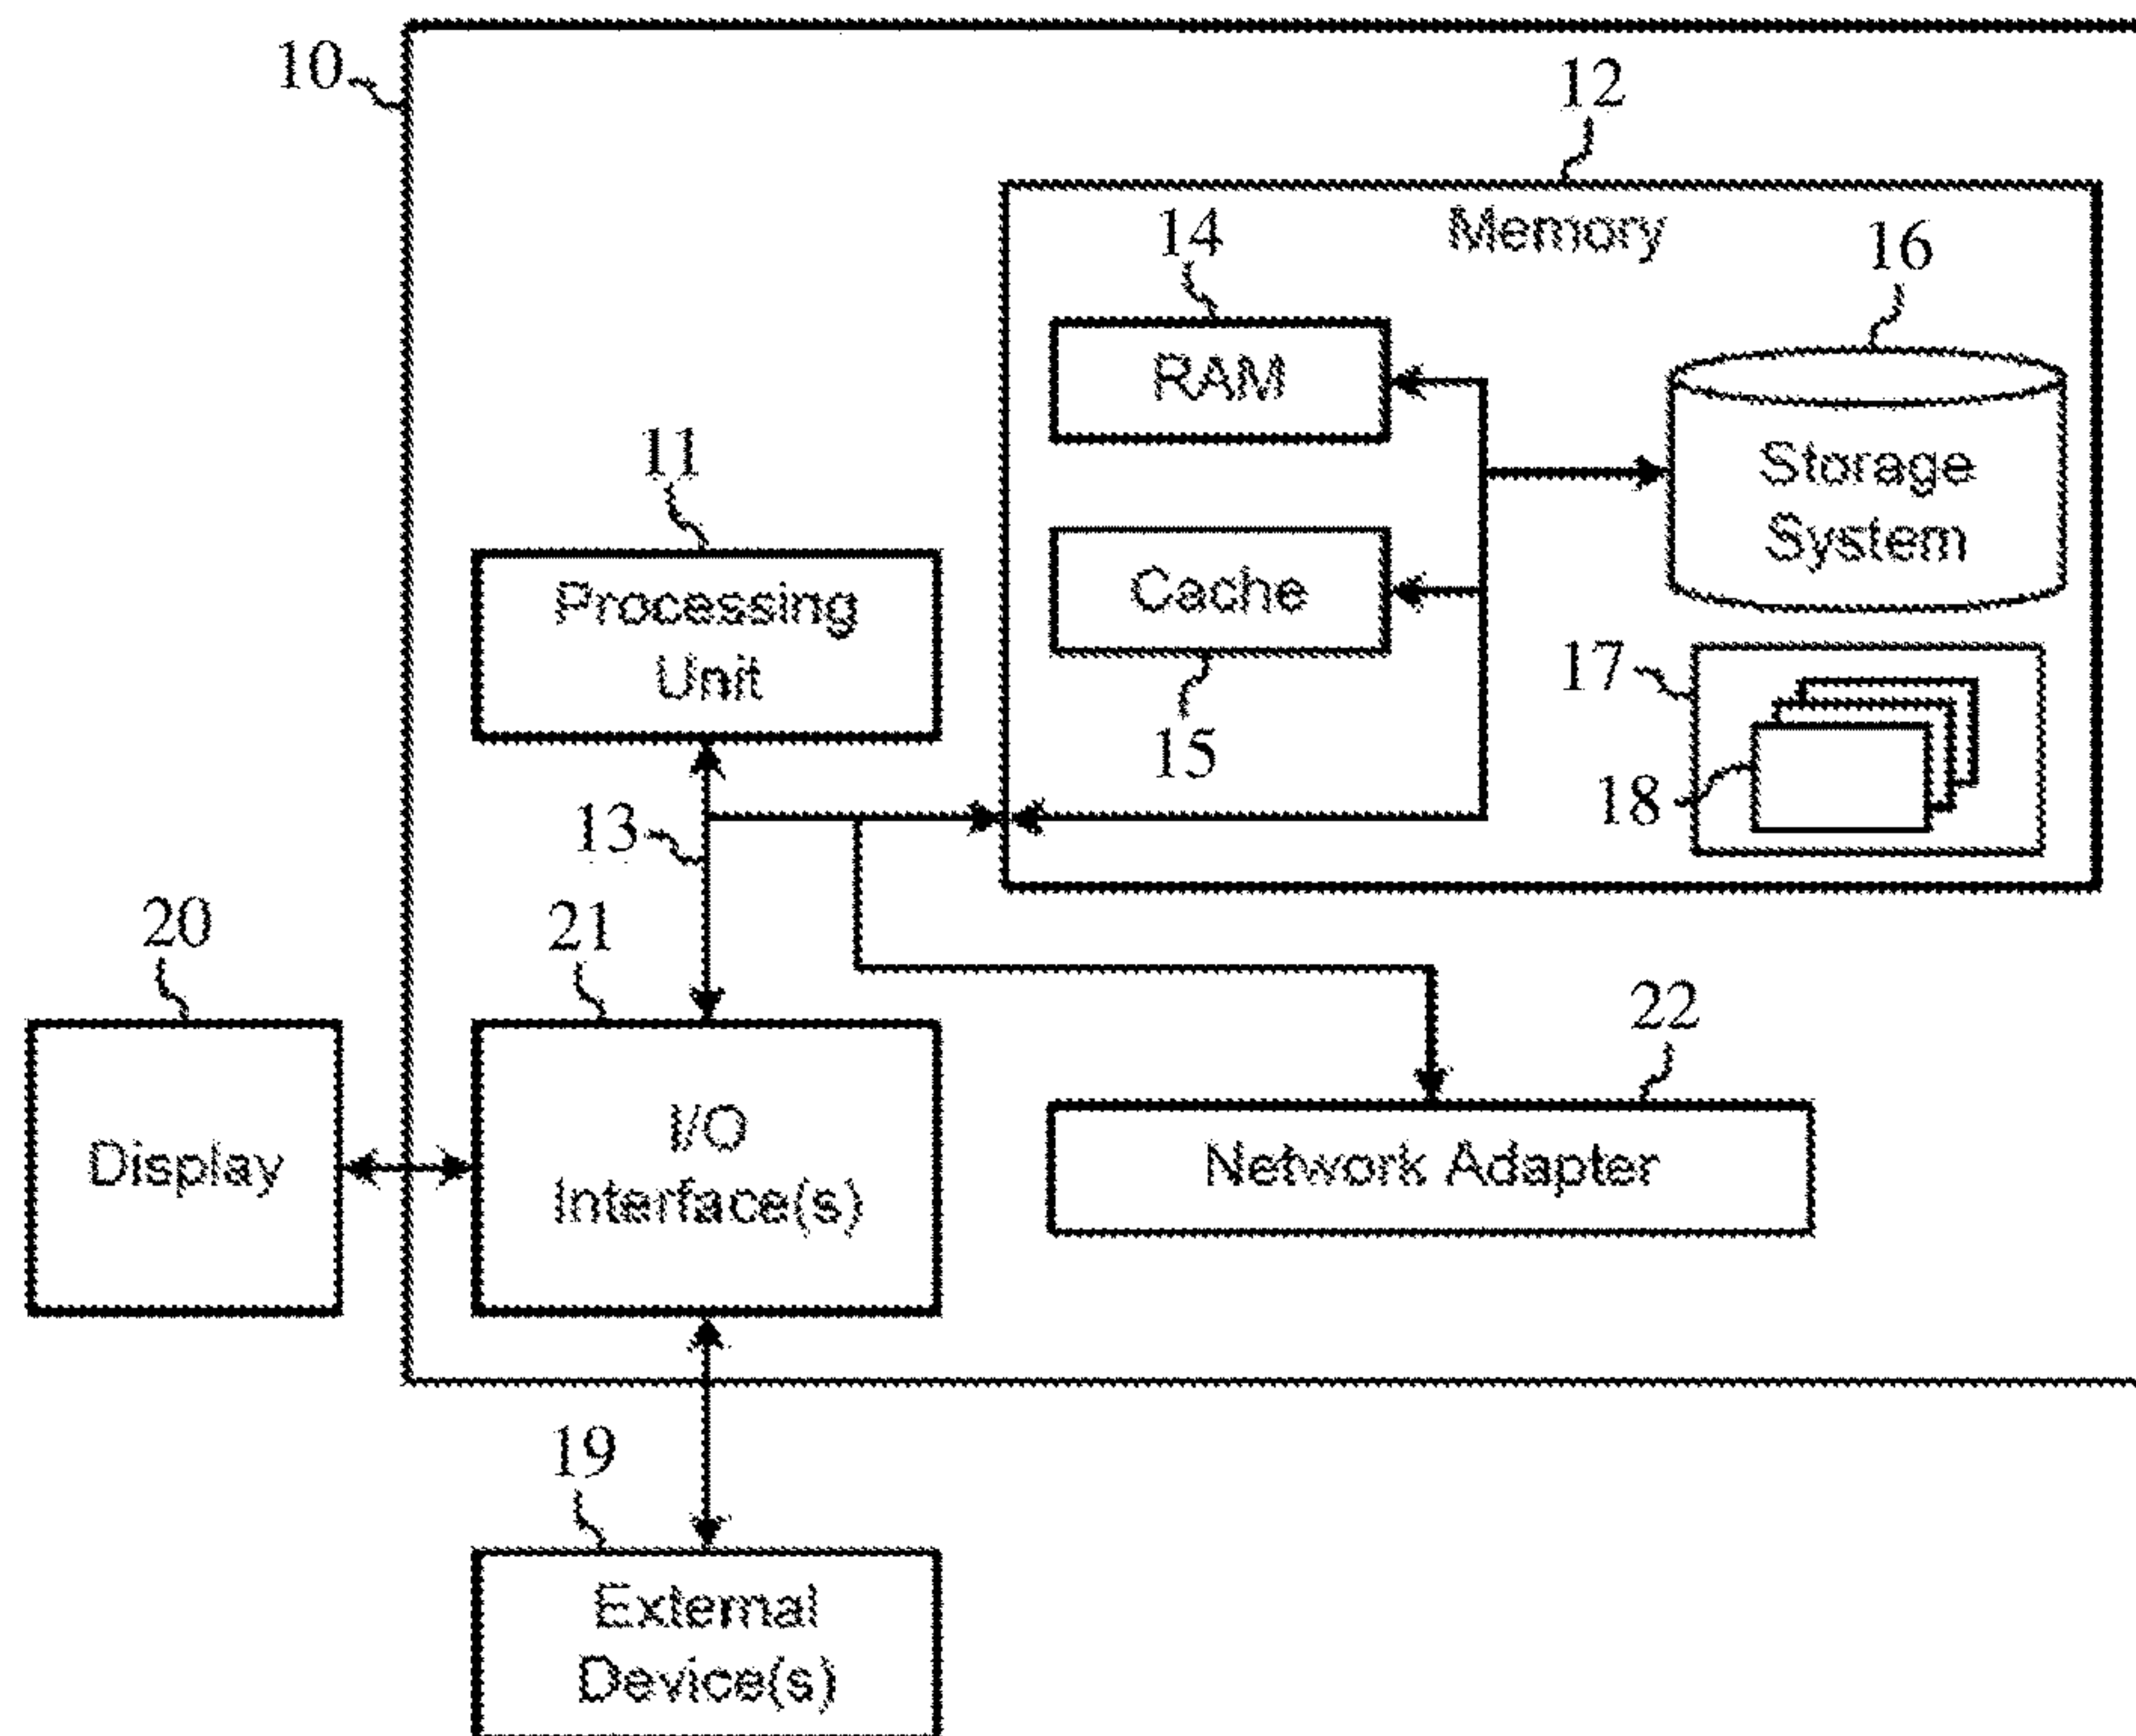 10
12
Memory
14
16
RAM
Storage
System
11
Processing
Unit
Cache
15
17
18
13
20
21
22
Display
I/O
Interface(s)
Network Adapter
19
External
Device(s)